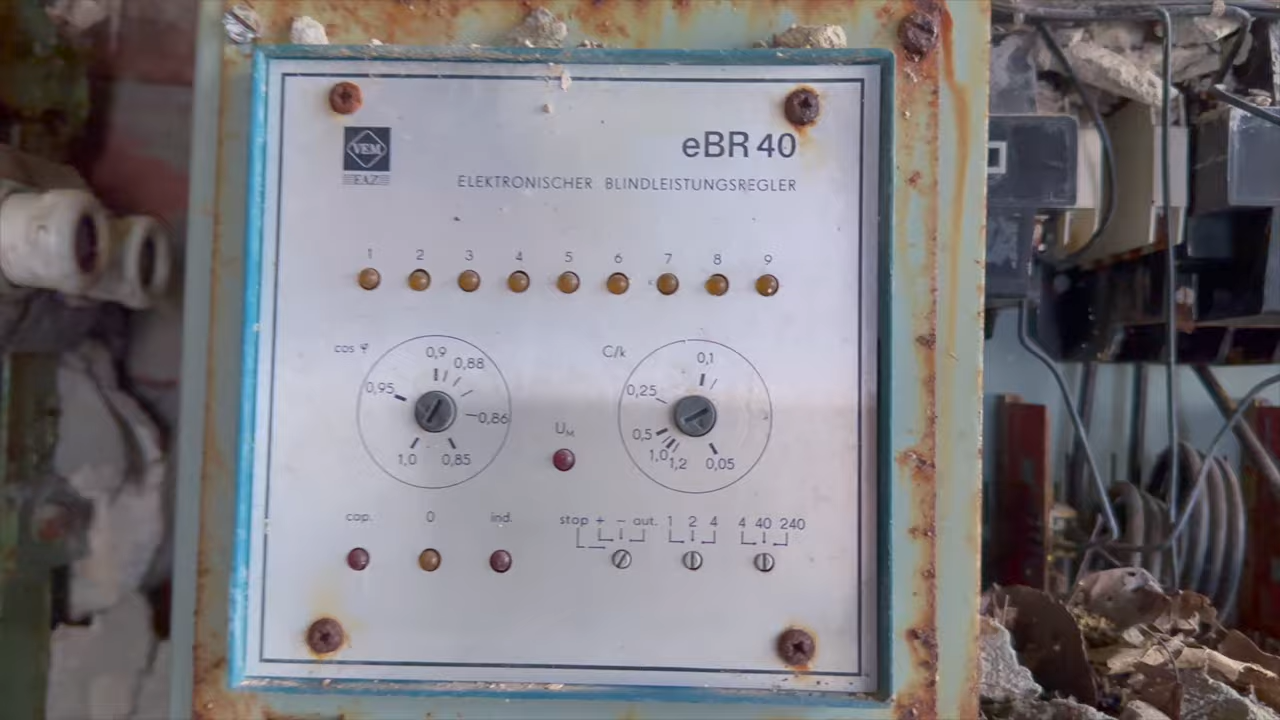 VEM
EAZ
eBR 40
ELEKTRONISCHER BLINDLEISTUNGSREGLER
1 2 3 4 5 6 7 8 9
cos φ
0,9
0,88
0,95
0,86
1,0
0,85
C/k
0,1
0,25
0,5
1,0
1,2
0,05
UM
cap. 0 ind.
stop + − aut. 1 2 4 4 40 240